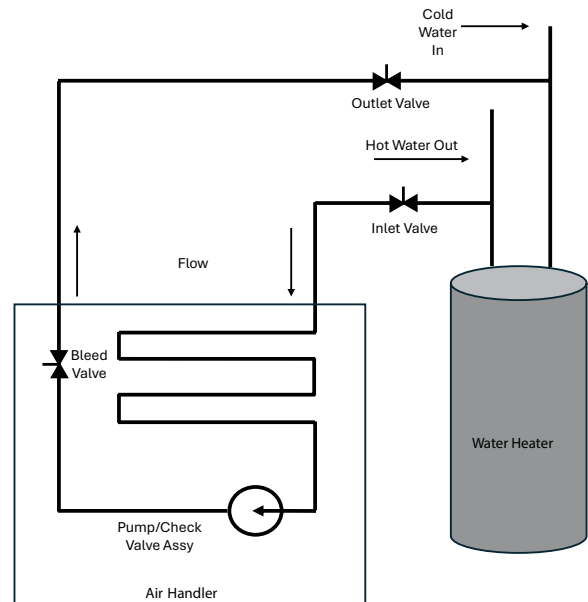 Cold
Water
In
Outlet Valve
Hot Water Out
Inlet Valve
Flow
Bleed
Valve
Water Heater
Pump/Check
Valve Assy
Air Handler